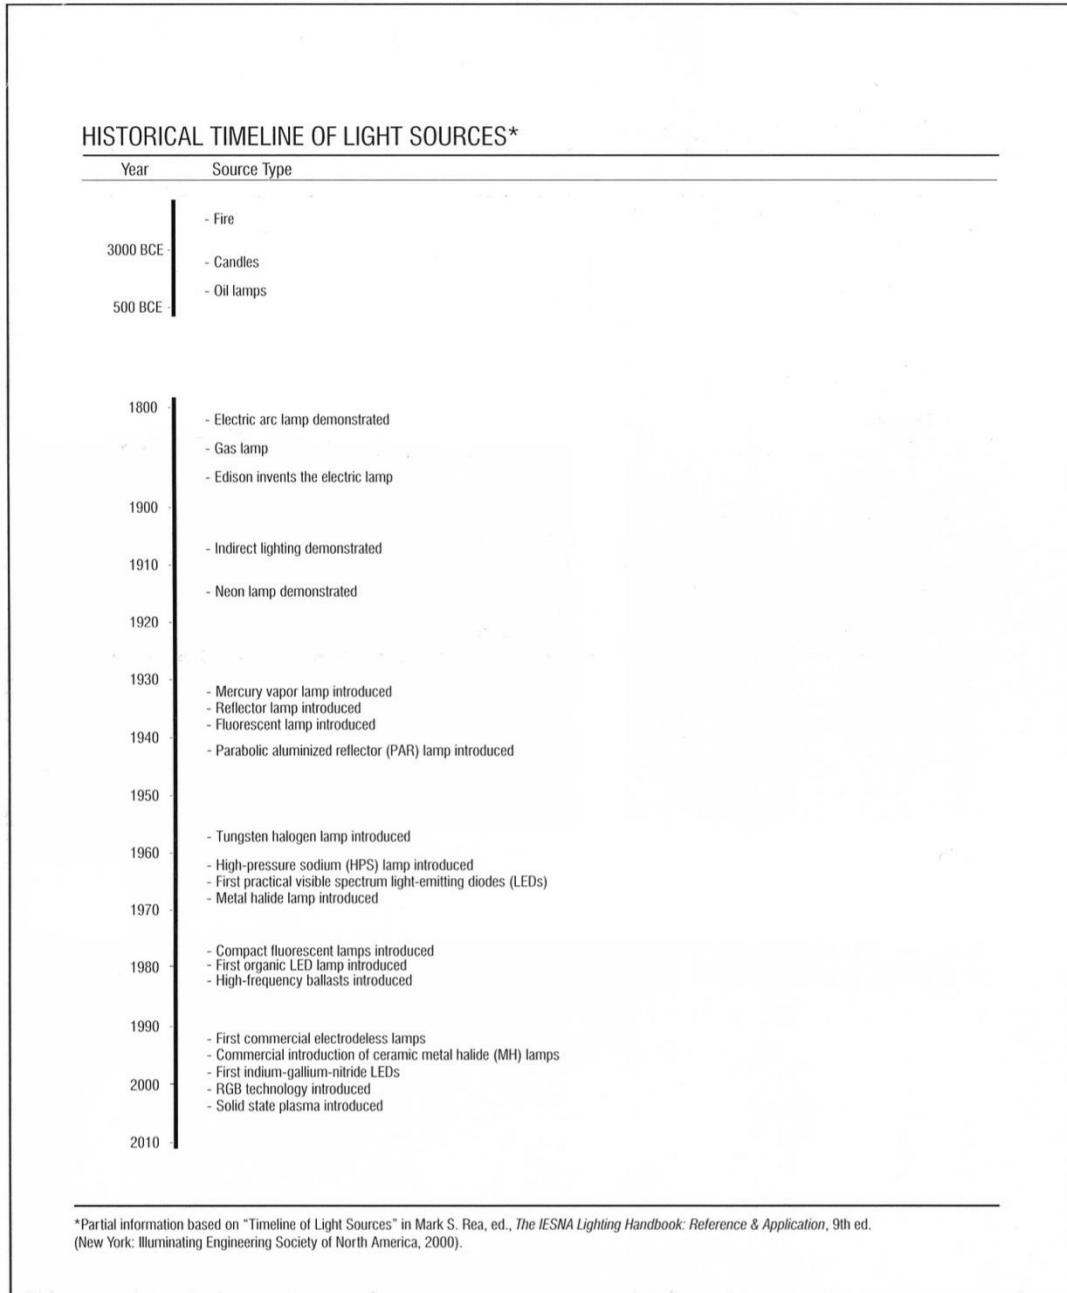 HISTORICAL TIMELINE OF LIGHT SOURCES*
Year Source Type
- Fire
3000 BCE
- Candles
- Oil lamps
500 BCE
1800
- Electric arc lamp demonstrated
- Gas lamp
- Edison invents the electric lamp
1900
- Indirect lighting demonstrated
1910
- Neon lamp demonstrated
1920
1930
- Mercury vapor lamp introduced
- Reflector lamp introduced
- Fluorescent lamp introduced
1940
- Parabolic aluminized reflector (PAR) lamp introduced
1950
- Tungsten halogen lamp introduced
1960
- High-pressure sodium (HPS) lamp introduced
- First practical visible spectrum light-emitting diodes (LEDs)
- Metal halide lamp introduced
1970
- Compact fluorescent lamps introduced
1980 - First organic LED lamp introduced
- High-frequency ballasts introduced
1990
- First commercial electrodeless lamps
- Commercial introduction of ceramic metal halide (MH) lamps
- First indium-gallium-nitride LEDs
2000 - RGB technology introduced
- Solid state plasma introduced
2010
*Partial information based on "Timeline of Light Sources" in Mark S. Rea, ed., The IESNA Lighting Handbook: Reference & Application, 9th ed.
(New York: Illuminating Engineering Society of North America, 2000).